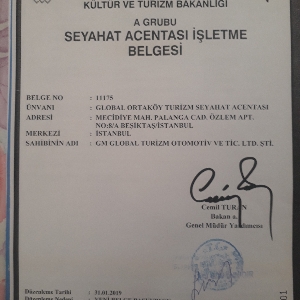 KÜLTÜR VE TURİZM BAKANLIĞI
A GRUBU
SEYAHAT ACENTASI İŞLETME
BELGESİ
BELGE NO : 11175
ÜNVANI : GLOBAL ORTAKÖY TURİZM SEYAHAT ACENTASI
ADRESİ : MECİDİYE MAH. PALANGA CAD. ÖZLEM APT.
NO:8/A BEŞİKTAŞ/İSTANBUL
MERKEZİ : İSTANBUL
SAHİBİNİN ADI : GM GLOBAL TURİZM OTOMOTİV VE TİC. LTD. ŞTİ.
Cemil TURAN
Bakan a.
Genel Müdür Yardımcısı
Düzenleme Tarihi : 31.01.2019
Düzenleme Nedeni :